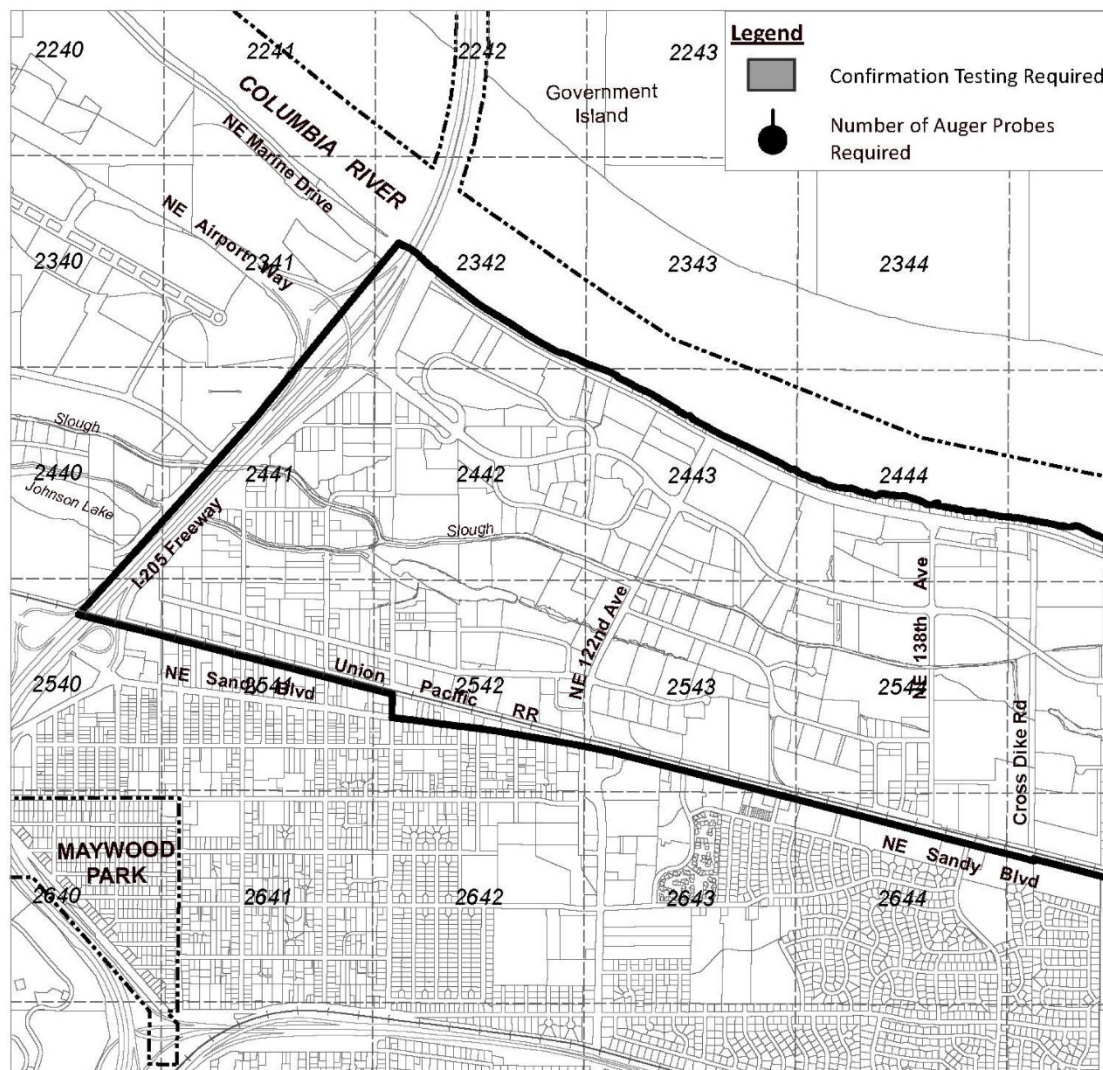 Legend
Confirmation Testing Required
Number of Auger Probes
Required
2240
2241
2242
2243
Government
Island
COLUMBIA RIVER
NE Marine Drive
NE Airport Way
2340
2341
2342
2343
2344
Slough
2440
2441
2442
2443
2444
Johnson Lake
I-205 Freeway
Slough
NE 122nd Ave
NE 138th Ave
Cross Dike Rd
2540
2541
2542
2543
2544
NE Sandy Blvd
Union Pacific RR
NE Sandy Blvd
MAYWOOD
PARK
2640
2641
2642
2643
2644